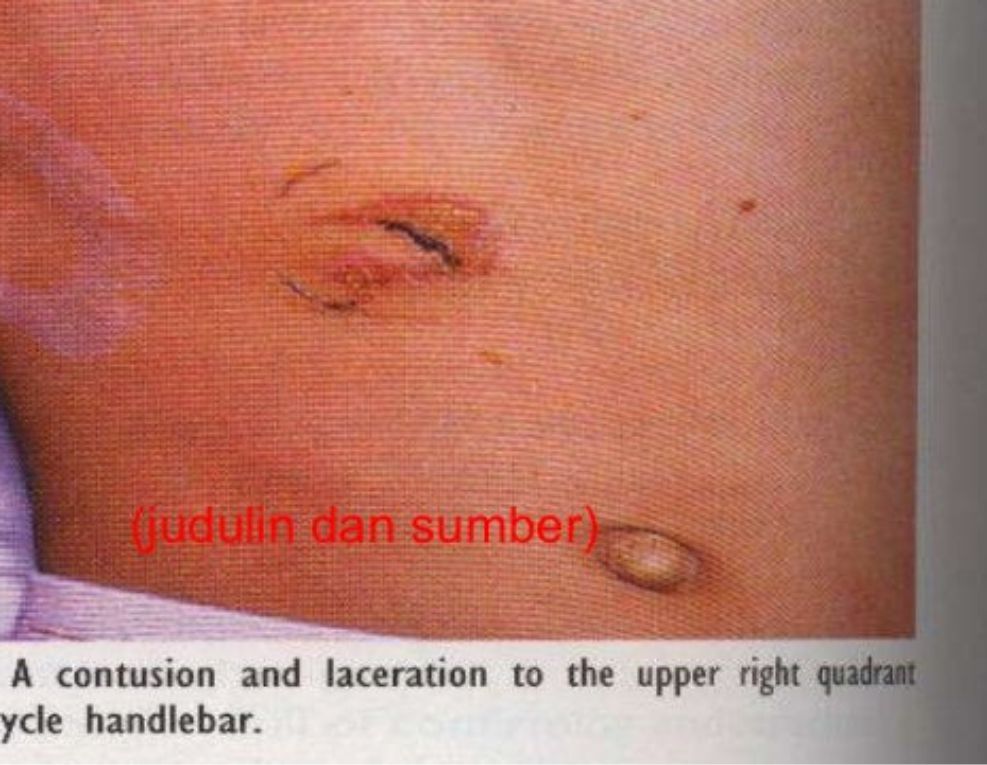 (judulin dan sumber)
A contusion and laceration to the upper right quadrant
ycle handlebar.